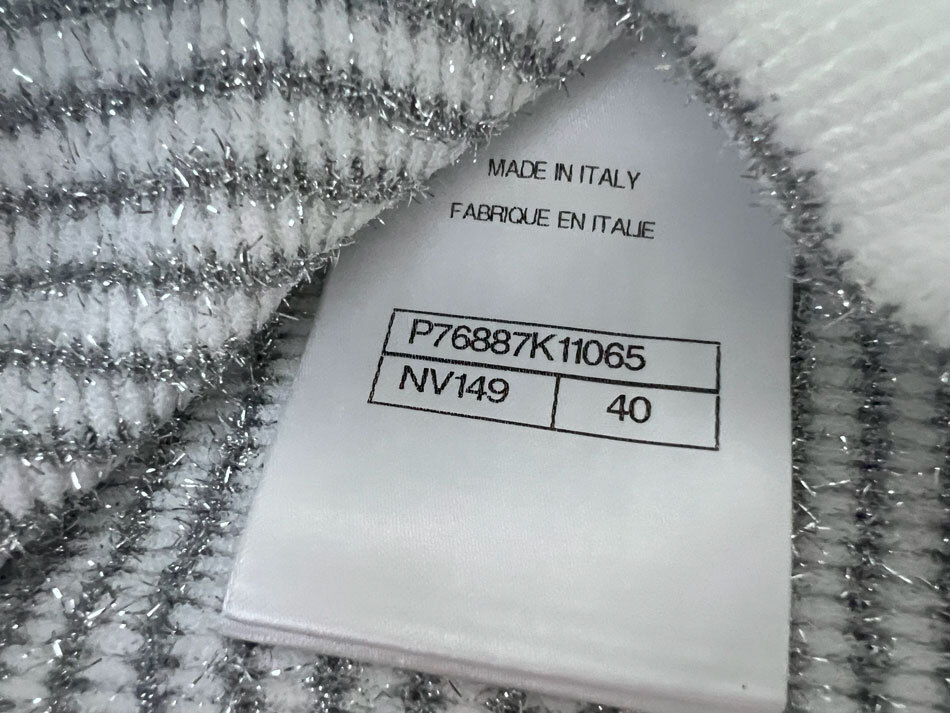 MADE IN ITALY
FABRIQUE EN ITALIE
P76887K11065
NV149 40